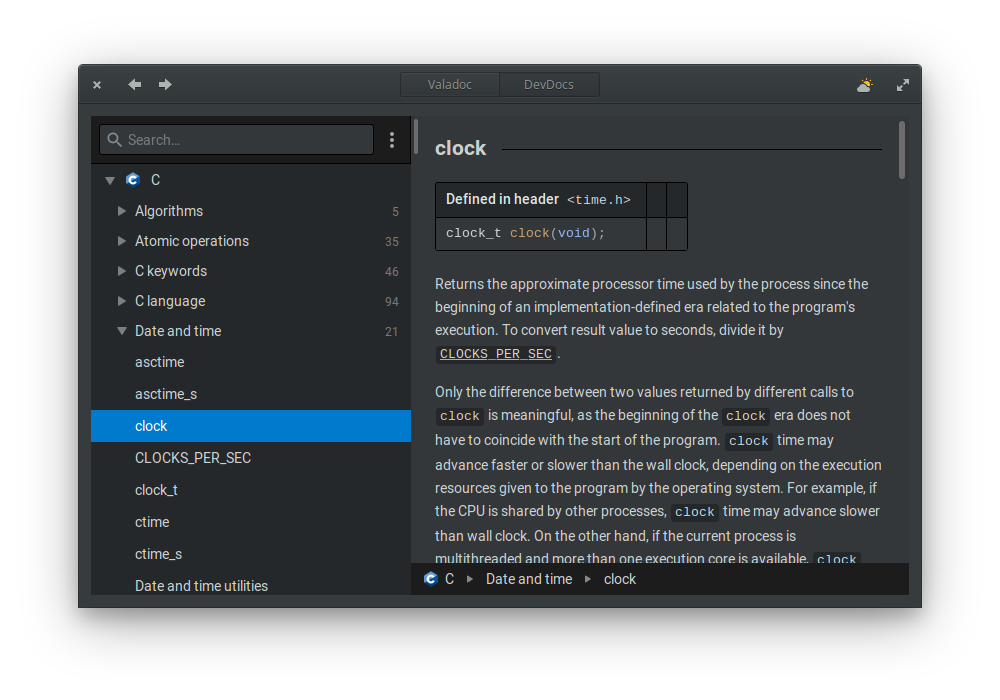 Valadoc DevDocs
Search...
C
Algorithms 5
Atomic operations 35
C keywords 46
C language 94
Date and time 21
asctime
asctime_s
clock
CLOCKS_PER_SEC
clock_t
ctime
ctime_s
Date and time utilities
clock
Defined in header <time.h>
clock_t clock(void);
Returns the approximate processor time used by the process since the
beginning of an implementation-defined era related to the program's
execution. To convert result value to seconds, divide it by
CLOCKS_PER_SEC.
Only the difference between two values returned by different calls to
clock is meaningful, as the beginning of the clock era does not
have to coincide with the start of the program. clock time may
advance faster or slower than the wall clock, depending on the execution
resources given to the program by the operating system. For example, if
the CPU is shared by other processes, clock time may advance slower
than wall clock. On the other hand, if the current process is
multithreaded and more than one execution core is available, clock
C Date and time clock